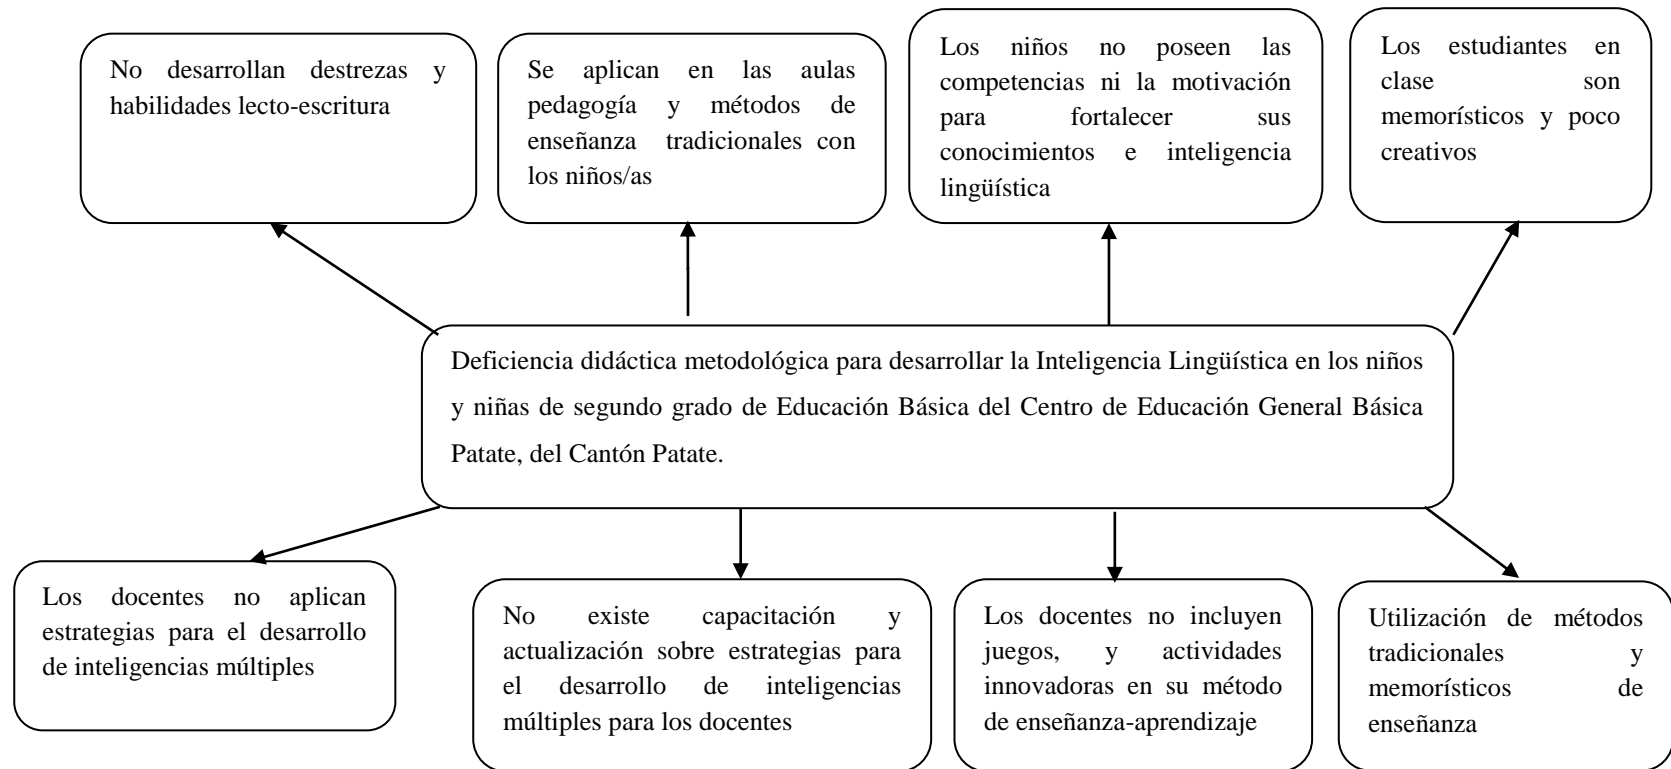 No desarrollan destrezas y
habilidades lecto-escritura
Se aplican en las aulas
pedagogía y métodos de
enseñanza tradicionales con
los niños/as
Los niños no poseen las
competencias ni la motivación
para fortalecer sus
conocimientos e inteligencia
lingüística
Los estudiantes en
clase son
memorísticos y poco
creativos
Deficiencia didáctica metodológica para desarrollar la Inteligencia Lingüística en los niños
y niñas de segundo grado de Educación Básica del Centro de Educación General Básica
Patate, del Cantón Patate.
Los docentes no aplican
estrategias para el desarrollo
de inteligencias múltiples
No existe capacitación y
actualización sobre estrategias para
el desarrollo de inteligencias
múltiples para los docentes
Los docentes no incluyen
juegos, y actividades
innovadoras en su método
de enseñanza-aprendizaje
Utilización de métodos
tradicionales y
memorísticos de
enseñanza